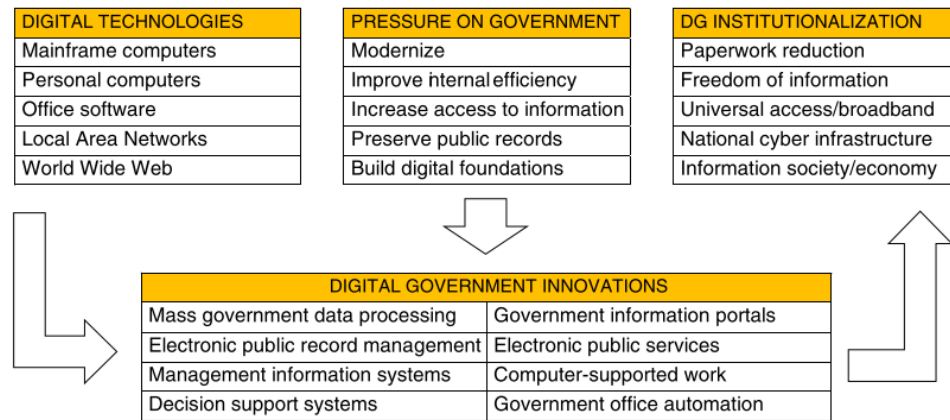 DIGITAL TECHNOLOGIES
Mainframe computers
Personal computers
Office software
Local Area Networks
World Wide Web
PRESSURE ON GOVERNMENT
Modernize
Improve internal efficiency
Increase access to information
Preserve public records
Build digital foundations
DG INSTITUTIONALIZATION
Paperwork reduction
Freedom of information
Universal access/broadband
National cyber infrastructure
Information society/economy
DIGITAL GOVERNMENT INNOVATIONS
Mass government data processing
Government information portals
Electronic public record management
Electronic public services
Management information systems
Computer-supported work
Decision support systems
Government office automation